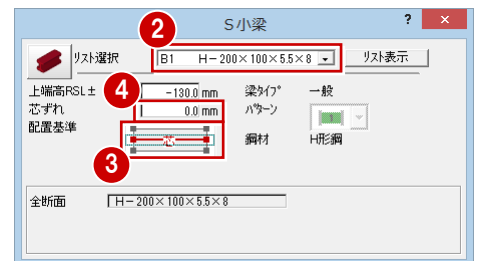 S小梁
? ×
2
リスト選択 B1 H－200×100×5.5×8 リスト表示
上端高RSL± 4 －130.0 mm 梁タイプ 一般
芯ずれ 0.0 mm パターン
配置基準 芯 鋼材 H形鋼
3
全断面 H－200×100×5.5×8